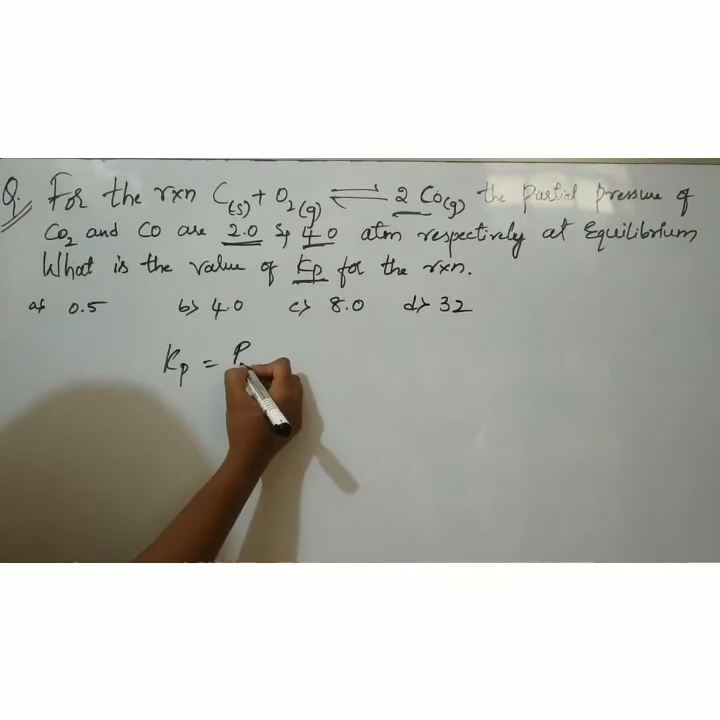 Q. For the rxn C(s) + O2(g) ⇌ 2 Co(g) the partial pressure of
Co2 and CO are 2.0 & 4.0 atm respectively at Equilibrium
What is the value of Kp for the rxn.
a> 0.5 b> 4.0 c> 8.0 d> 32
Kp = P